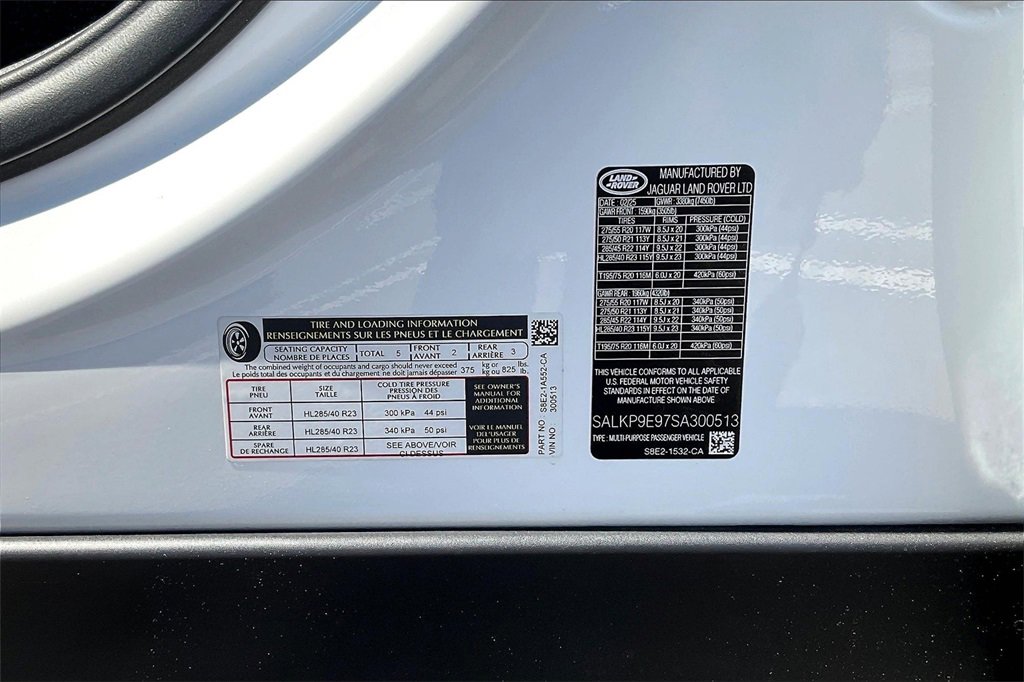 TIRE AND LOADING INFORMATION
RENSEIGNEMENTS SUR LES PNEUS ET LE CHARGEMENT
SEATING CAPACITY
NOMBRE DE PLACES
TOTAL 5
FRONT
AVANT 2
REAR
ARRIÈRE 3
The combined weight of occupants and cargo should never exceed
Le poids total des occupants et du chargement ne doit jamais dépasser
375 kg or
kg ou 825 lbs.
lb.
TIRE
PNEU
SIZE
TAILLE
COLD TIRE PRESSURE
PRESSION DES
PNEUS À FROID
FRONT
AVANT
HL285/40 R23
300 kPa 44 psi
REAR
ARRIÈRE
HL285/40 R23
340 kPa 50 psi
SPARE
DE RECHANGE
HL285/40 R23
SEE ABOVE/VOIR
CI-DESSUS
SEE OWNER'S
MANUAL FOR
ADDITIONAL
INFORMATION
VOIR LE MANUEL
DE L'USAGER
POUR PLUS DE
RENSEIGNEMENTS
PART NO S8E2-1A552-CA
VIN NO 300513
LAND
ROVER
MANUFACTURED BY
JAGUAR LAND ROVER LTD
DATE : 02/25 GVWR: 3380kg (7450lb)
GAWR FRONT: 1590kg (3505lb)
TIRES RIMS PRESSURE (COLD)
275/55 R20 117W 8.5J x 20 300kPa (44psi)
275/50 R21 113Y 8.5J x 21 300kPa (44psi)
285/45 R22 114Y 9.5J x 22 300kPa (44psi)
HL285/40 R23 115Y 9.5J x 23 300kPa (44psi)
T195/75 R20 116M 6.0J x 20 420kPa (60psi)
GAWR REAR: 1960kg (4320lb)
275/55 R20 117W 8.5J x 20 340kPa (50psi)
275/50 R21 113Y 8.5J x 21 340kPa (50psi)
285/45 R22 114Y 9.5J x 22 340kPa (50psi)
HL285/40 R23 115Y 9.5J x 23 340kPa (50psi)
T195/75 R20 116M 6.0J x 20 420kPa (60psi)
THIS VEHICLE CONFORMS TO ALL APPLICABLE
U.S. FEDERAL MOTOR VEHICLE SAFETY
STANDARDS IN EFFECT ON THE DATE OF
MANUFACTURE SHOWN ABOVE
SALKP9E97SA300513
TYPE : MULTI-PURPOSE PASSENGER VEHICLE
S8E2-1532-CA